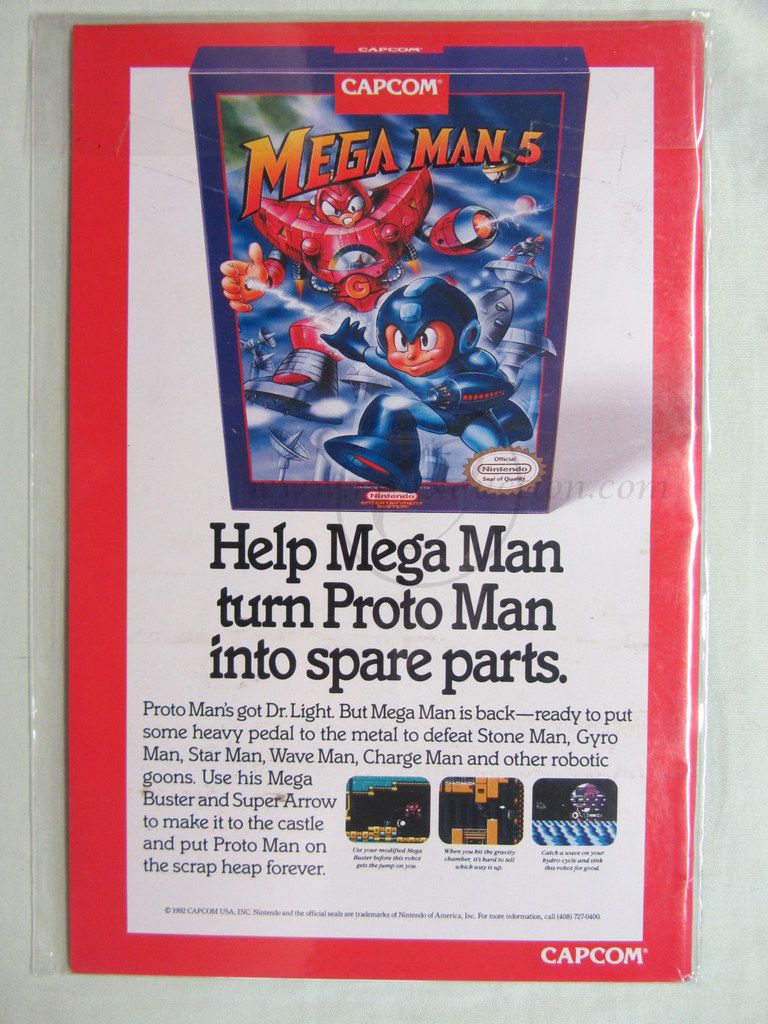 CAPCOM
CAPCOM
MEGA MAN 5
G
Official
Nintendo
Seal of Quality
Licensed by
Nintendo
ENTERTAINMENT
SYSTEM
Help Mega Man
turn Proto Man
into spare parts.
Proto Man's got Dr. Light. But Mega Man is back—ready to put
some heavy pedal to the metal to defeat Stone Man, Gyro
Man, Star Man, Wave Man, Charge Man and other robotic
goons. Use his Mega
Buster and Super Arrow
to make it to the castle
and put Proto Man on
the scrap heap forever.
Use your modified Mega
Buster before this robot
gets the jump on you.
When you hit the gravity
chamber, it's hard to tell
which way is up.
Catch a wave on your
hydro-cycle and sink
this robot for good.
© 1992 CAPCOM USA, INC. Nintendo and the official seals are trademarks of Nintendo of America, Inc. For more information, call (408) 727-0400.
CAPCOM®